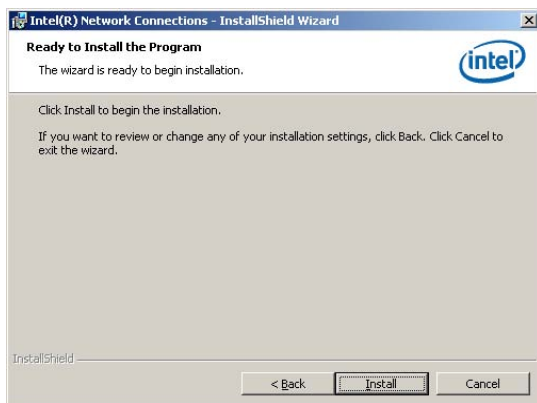 Intel(R) Network Connections - InstallShield Wizard
Ready to Install the Program
The wizard is ready to begin installation.
intel
Click Install to begin the installation.
If you want to review or change any of your installation settings, click Back. Click Cancel to
exit the wizard.
InstallShield
< Back
Install
Cancel